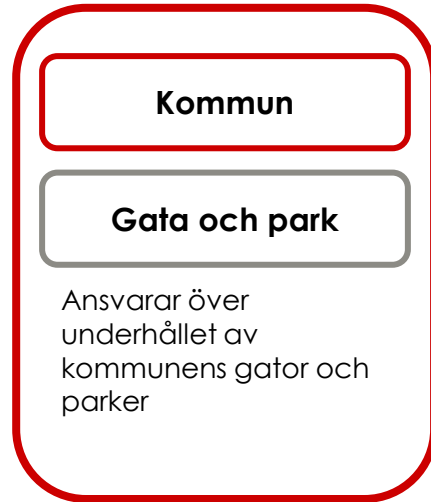 Kommun
Gata och park
Ansvarar över
underhållet av
kommunens gator och
parker